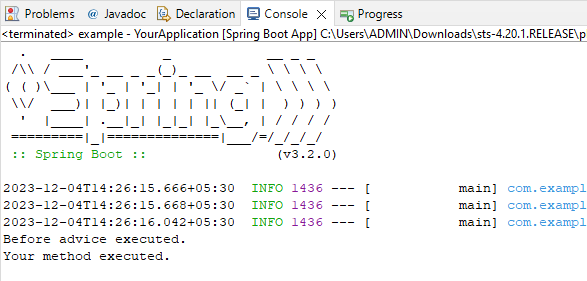 Problems @ Javadoc Declaration Console Progress
<terminated> example - YourApplication [Spring Boot App] C:\Users\ADMIN\Downloads\sts-4.20.1.RELEASE\p
  .   ____          _            __ _ _
 /\\ / ___'_ __ _ _(_)_ __  __ _ \ \ \ \
( ( )\___ | '_ | '_| | '_ \/ _` | \ \ \ \
 \\/  ___)| |_)| | | | | || (_| |  ) ) ) )
  '  |____| .__|_| |_|_| |_\__, | / / / /
 =========|_|==============|___/=/_/_/_/
 :: Spring Boot ::                (v3.2.0)
2023-12-04T14:26:15.666+05:30  INFO 1436 --- [           main] com.exampl
2023-12-04T14:26:15.668+05:30  INFO 1436 --- [           main] com.exampl
2023-12-04T14:26:16.042+05:30  INFO 1436 --- [           main] com.exampl
Before advice executed.
Your method executed.